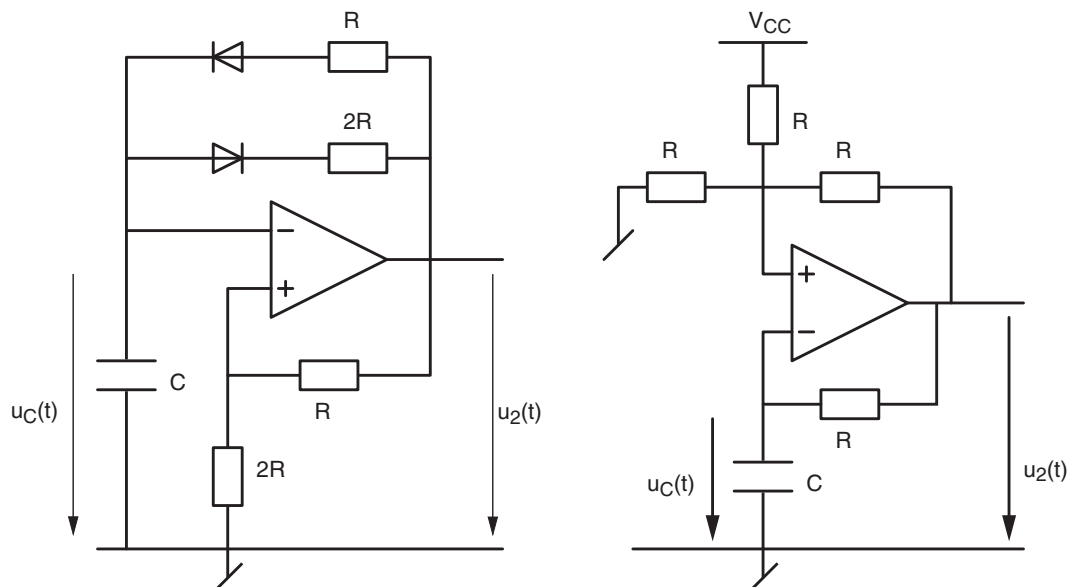 R
2R
−
+
C
u_C(t)
R
u_2(t)
2R
V_CC
R
R
R
+
−
R
u_C(t)
C
u_2(t)